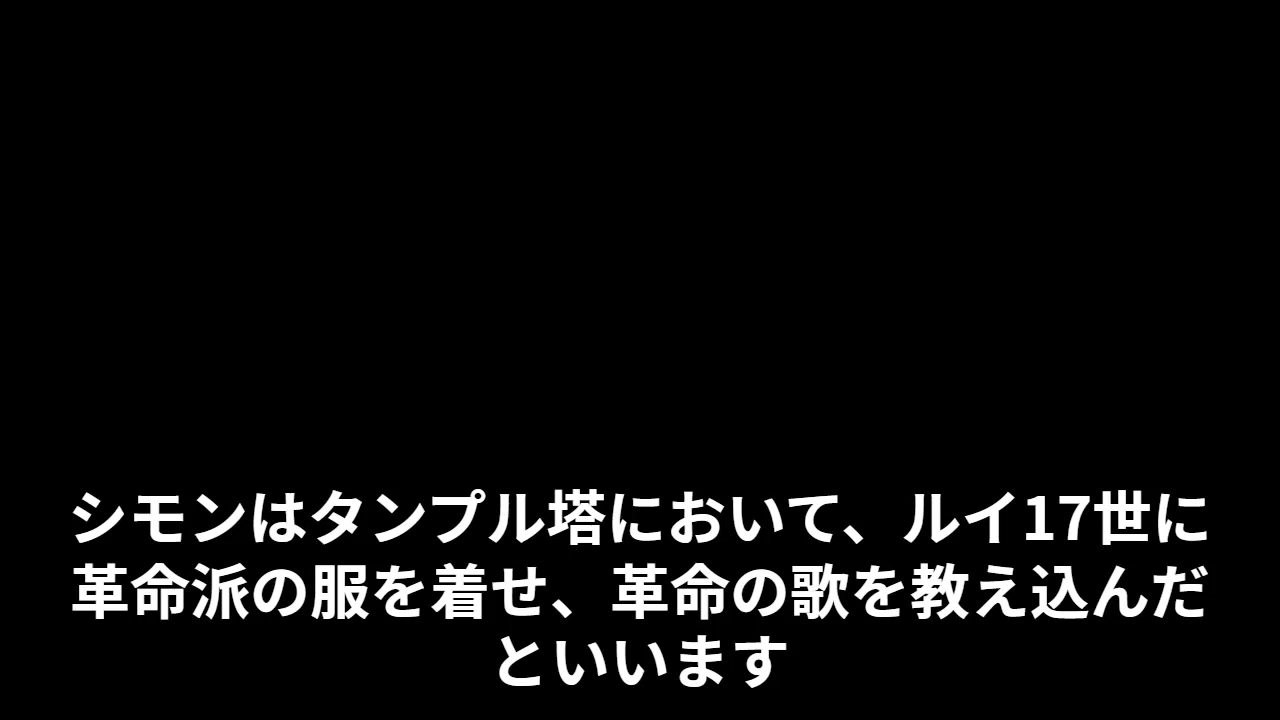 シモンはタンプル塔において、ルイ17世に
革命派の服を着せ、革命の歌を教え込んだ
といいます